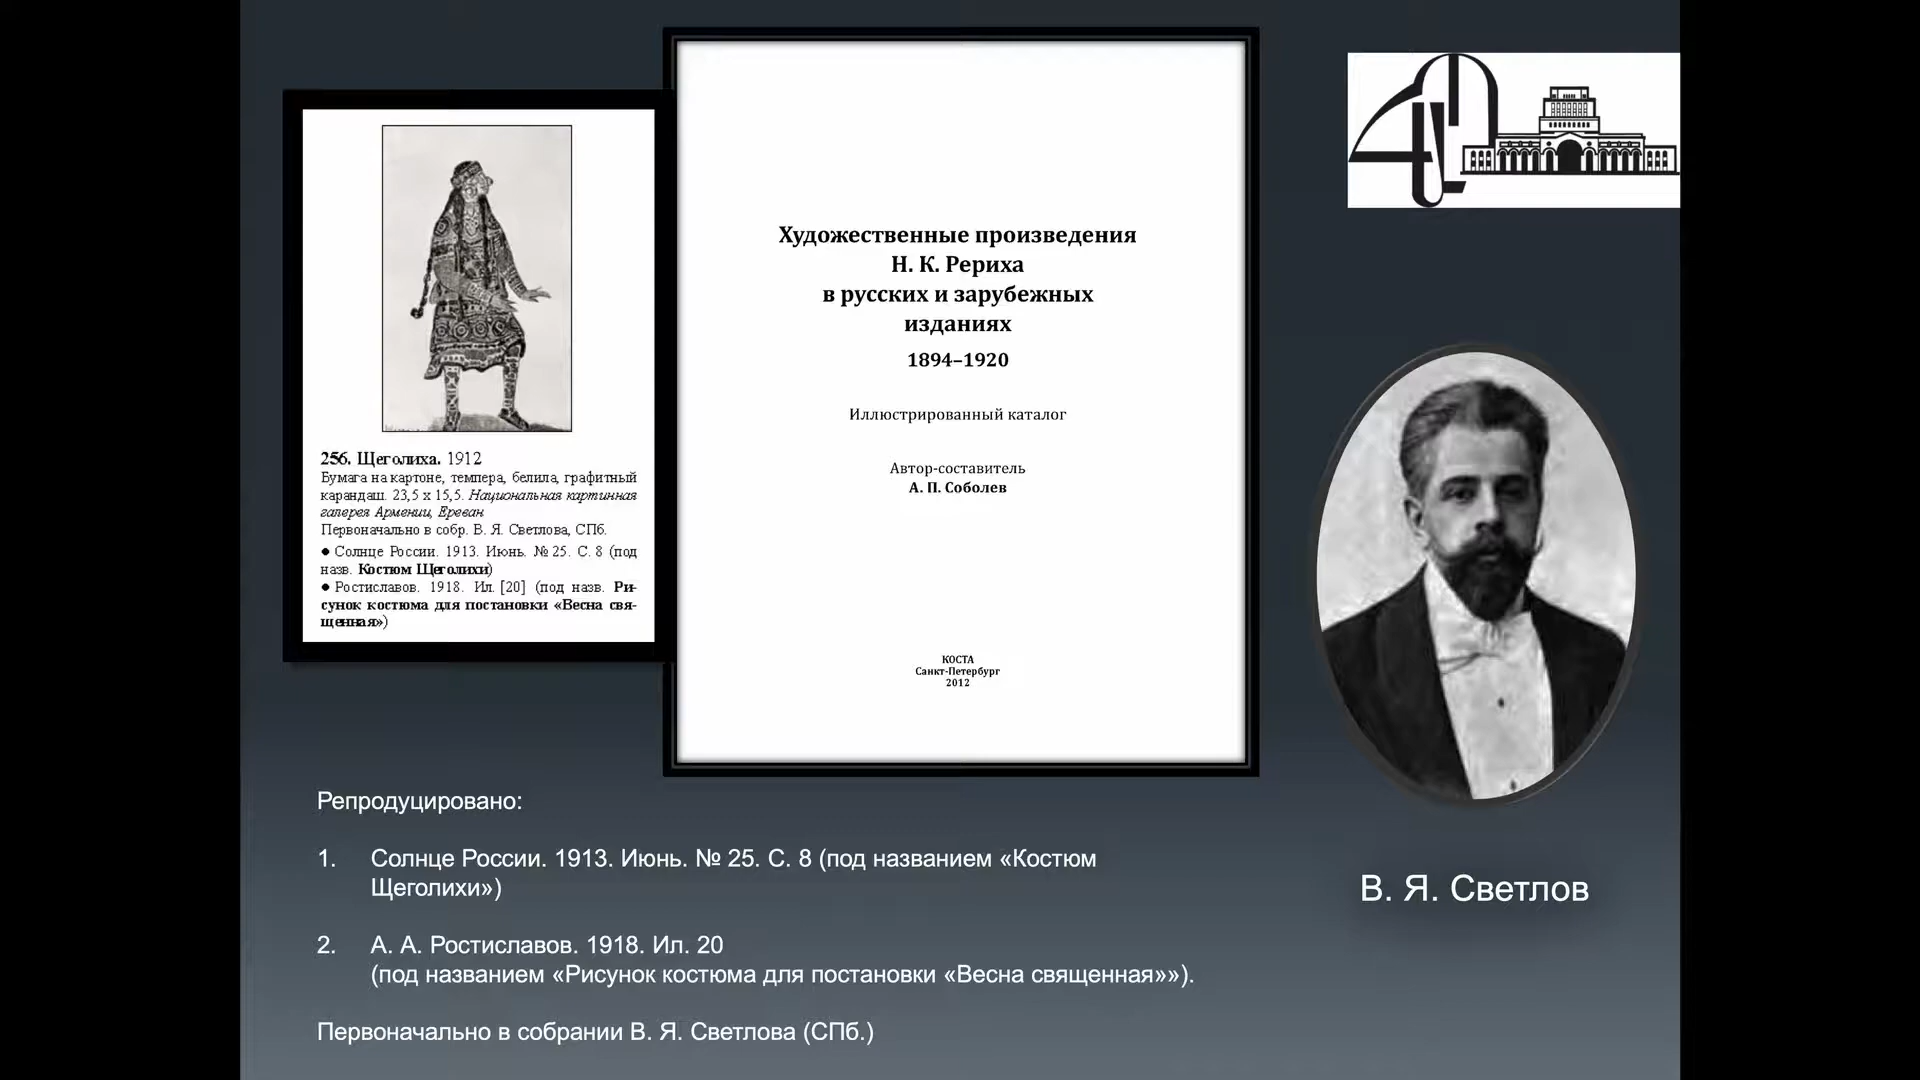 256. Щеголиха. 1912
Бумага на картоне, темпера, белила, графитный
карандаш. 23,5 х 15,5. Национальная картинная
галерея Армении, Ереван
Первоначально в собр. В. Я. Светлова, СПб.
● Солнце России. 1913. Июнь. № 25. С. 8 (под
назв. Костюм Щеголихи)
● Ростиславов. 1918. Ил. [20] (под назв. Ри-
сунок костюма для постановки «Весна свя-
щенная»)
Художественные произведения
Н. К. Рериха
в русских и зарубежных
изданиях
1894–1920
Иллюстрированный каталог
Автор-составитель
А. П. Соболев
КОСТА
Санкт-Петербург
2012
В. Я. Светлов
Репродуцировано:
1. Солнце России. 1913. Июнь. № 25. С. 8 (под названием «Костюм
Щеголихи»)
2. А. А. Ростиславов. 1918. Ил. 20
(под названием «Рисунок костюма для постановки «Весна священная»»).
Первоначально в собрании В. Я. Светлова (СПб.)